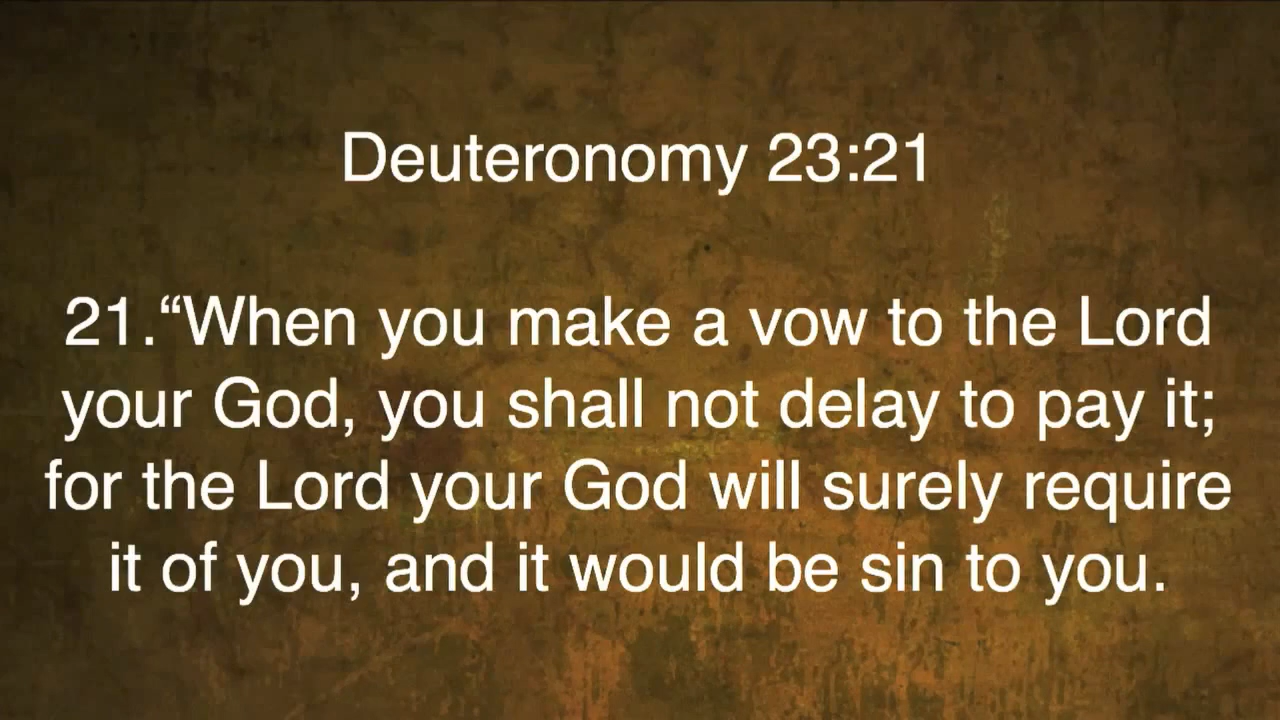 Deuteronomy 23:21
21.“When you make a vow to the Lord
your God, you shall not delay to pay it;
for the Lord your God will surely require
it of you, and it would be sin to you.